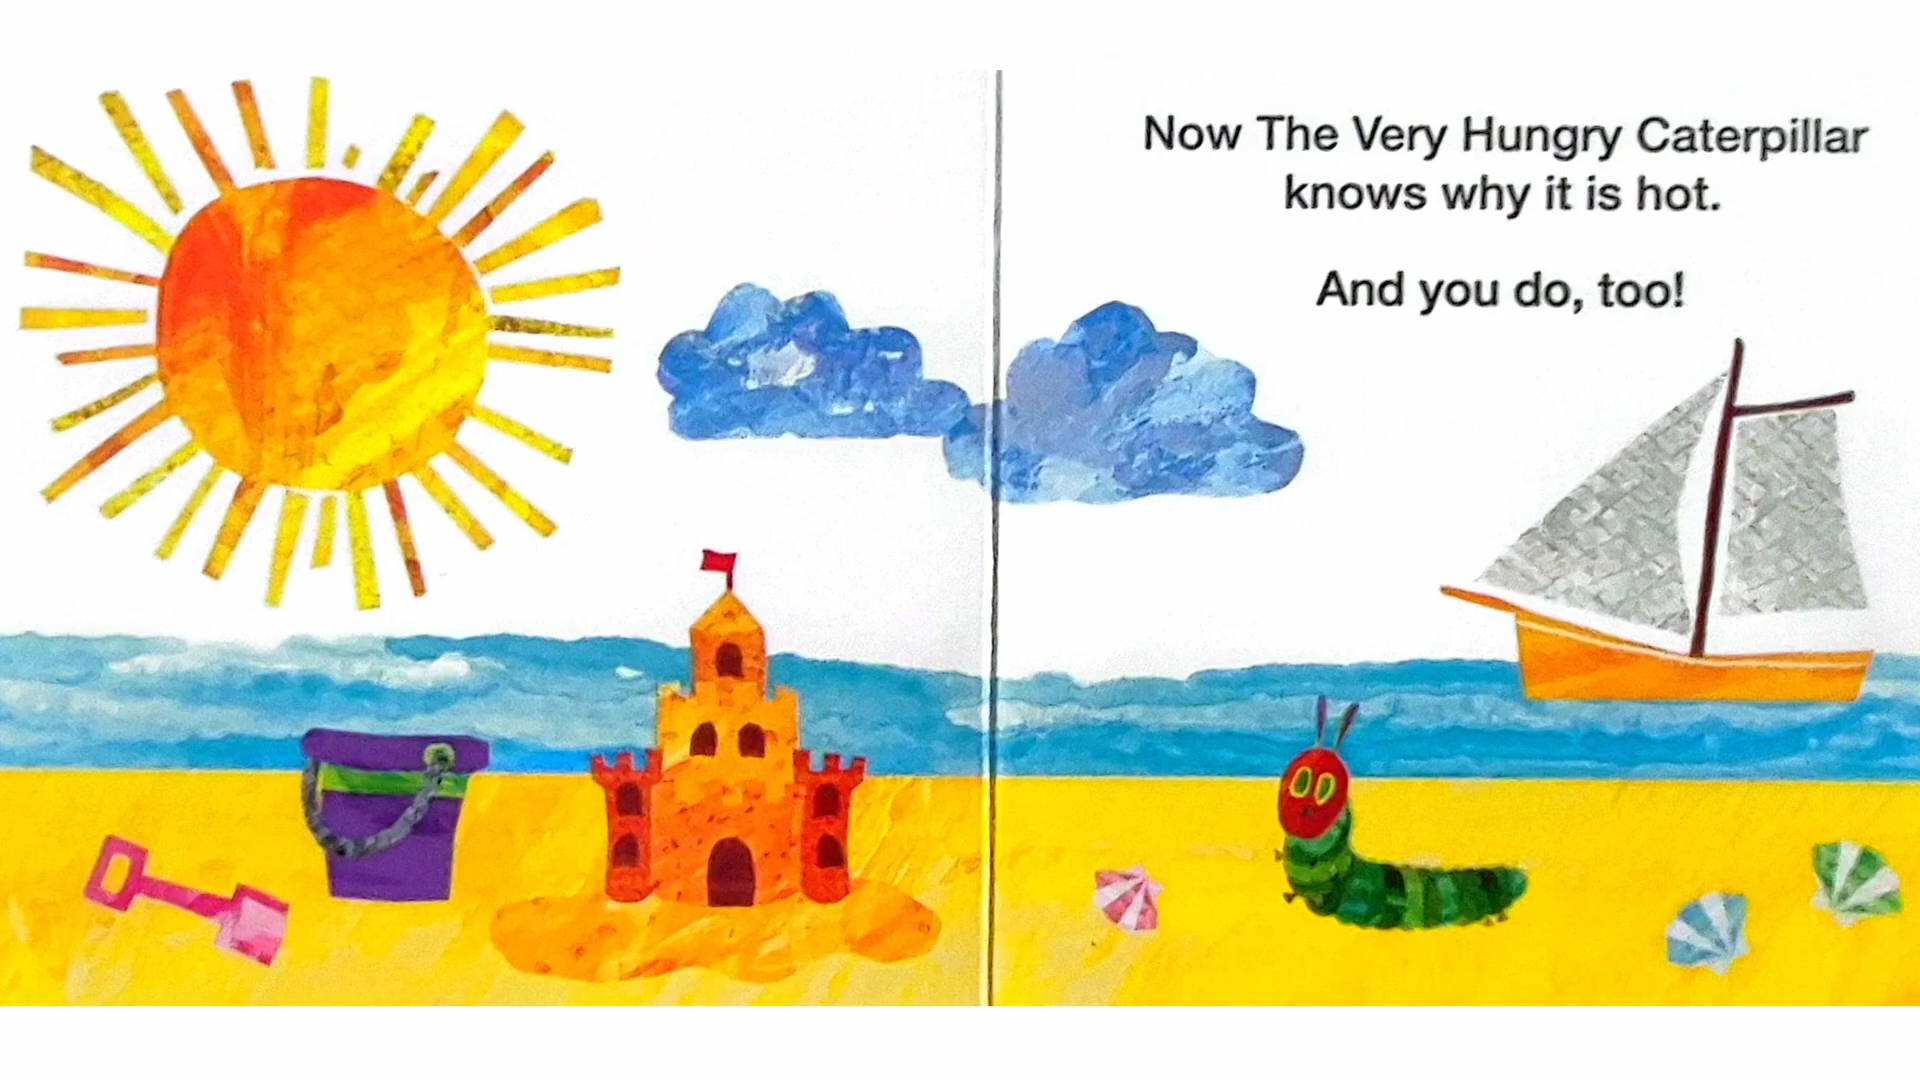 Now The Very Hungry Caterpillar
knows why it is hot.
And you do, too!